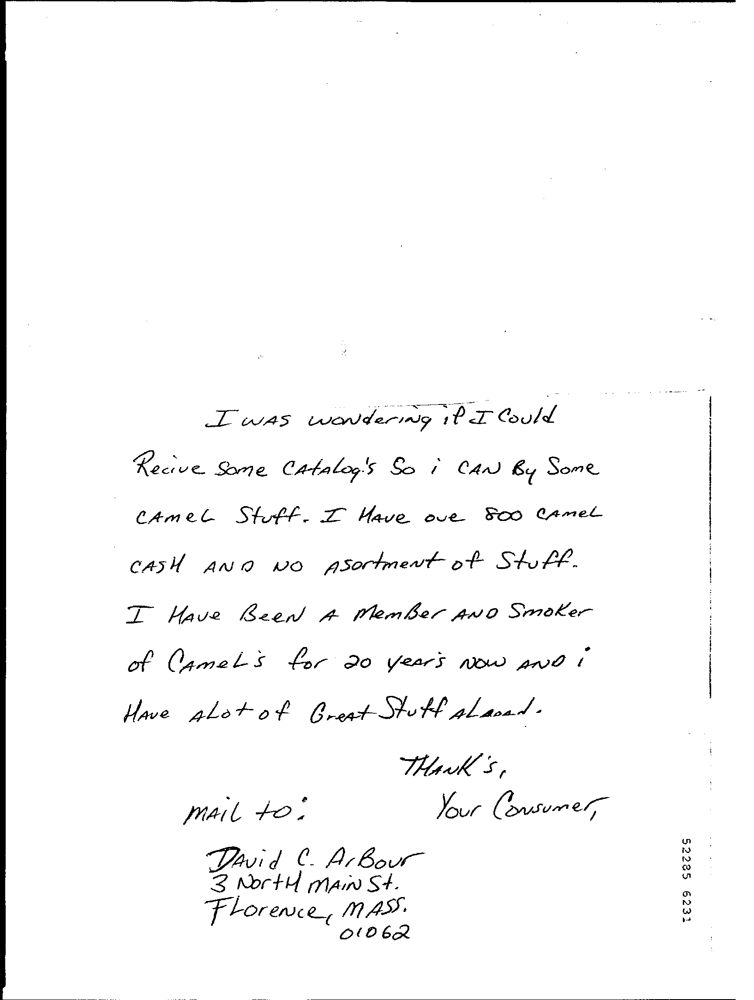 I WAS wondering if I Could
Recive Some CAtALog's So i CAN By Some
CAMEL Stuff. I HAVE ove 800 CAMEL
CASH AND NO Asortment of Stuff.
I HAVE BEEN A MemBer AND SmoKer
of CAMEL's for 20 years's NOW AND i
HAVE ALot of Great Stuff
THANK'S,
Your Consumer,
MAIL to:
DAVID C. ArBour
3 NortH MAIN St.
FLorence, MASS.
01062
52285 6231